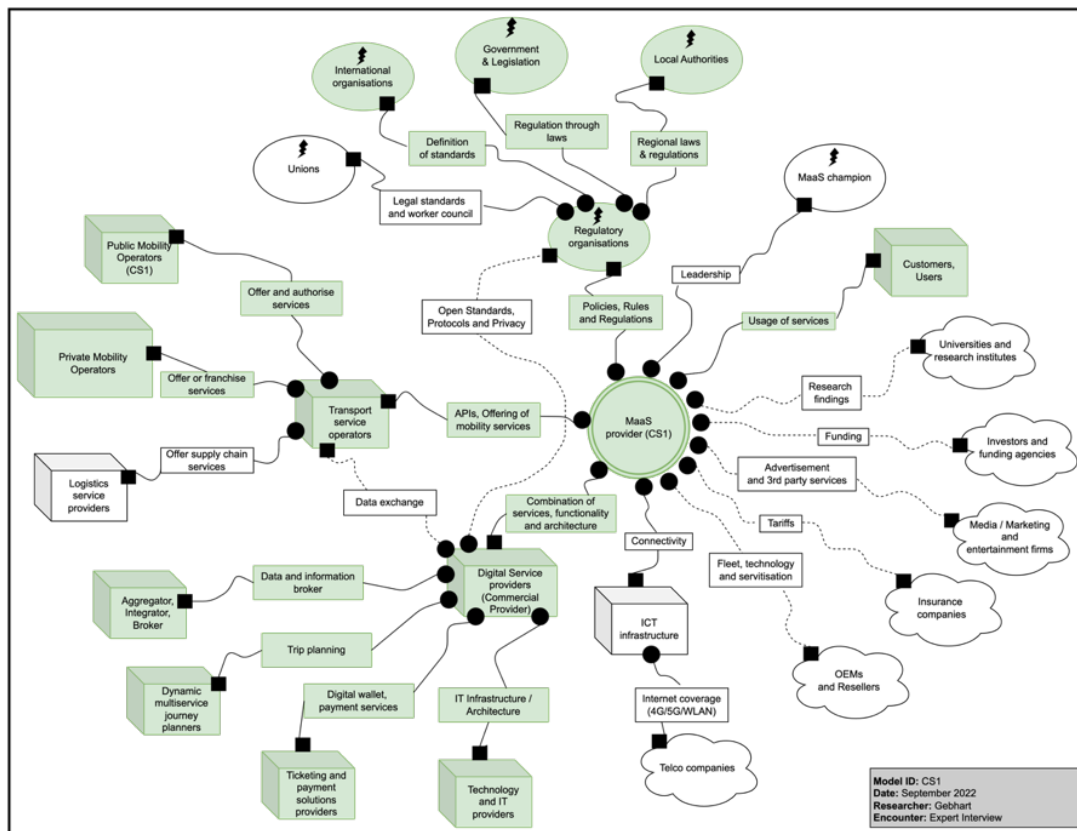 Government
& Legislation
Local Authorities
International
organisations
Definition
of standards
Regulation through
laws
Regional laws
& regulations
Unions
MaaS champion
Legal standards
and worker council
Regulatory
organisations
Public Mobility
Operators
(CS1)
Customers,
Users
Leadership
Offer and authorise
services
Open Standards,
Protocols and Privacy
Policies, Rules
and Regulations
Usage of services
Universities and
research institutes
Private Mobility
Operators
Offer or franchise
services
Research
findings
Transport
service
operators
APIs, Offering of
mobility services
MaaS
provider (CS1)
Funding
Investors and
funding agencies
Offer supply chain
services
Logistics
service
providers
Advertisement
and 3rd party services
Data exchange
Combination of
services, functionality
and architecture
Tariffs
Media / Marketing
and
entertainment firms
Connectivity
Fleet, technology
and servitisation
Data and information
broker
Digital Service
providers
(Commercial
Provider)
Aggregator,
Integrator,
Broker
Insurance
companies
ICT
infrastructure
Trip planning
OEMs
and Resellers
Dynamic
multiservice
journey
planners
Digital wallet,
payment services
IT Infrastructure /
Architecture
Internet coverage
(4G/5G/WLAN)
Telco companies
Ticketing and
payment
solutions
providers
Technology
and IT
providers
Model ID: CS1
Date: September 2022
Researcher: Gebhart
Encounter: Expert Interview